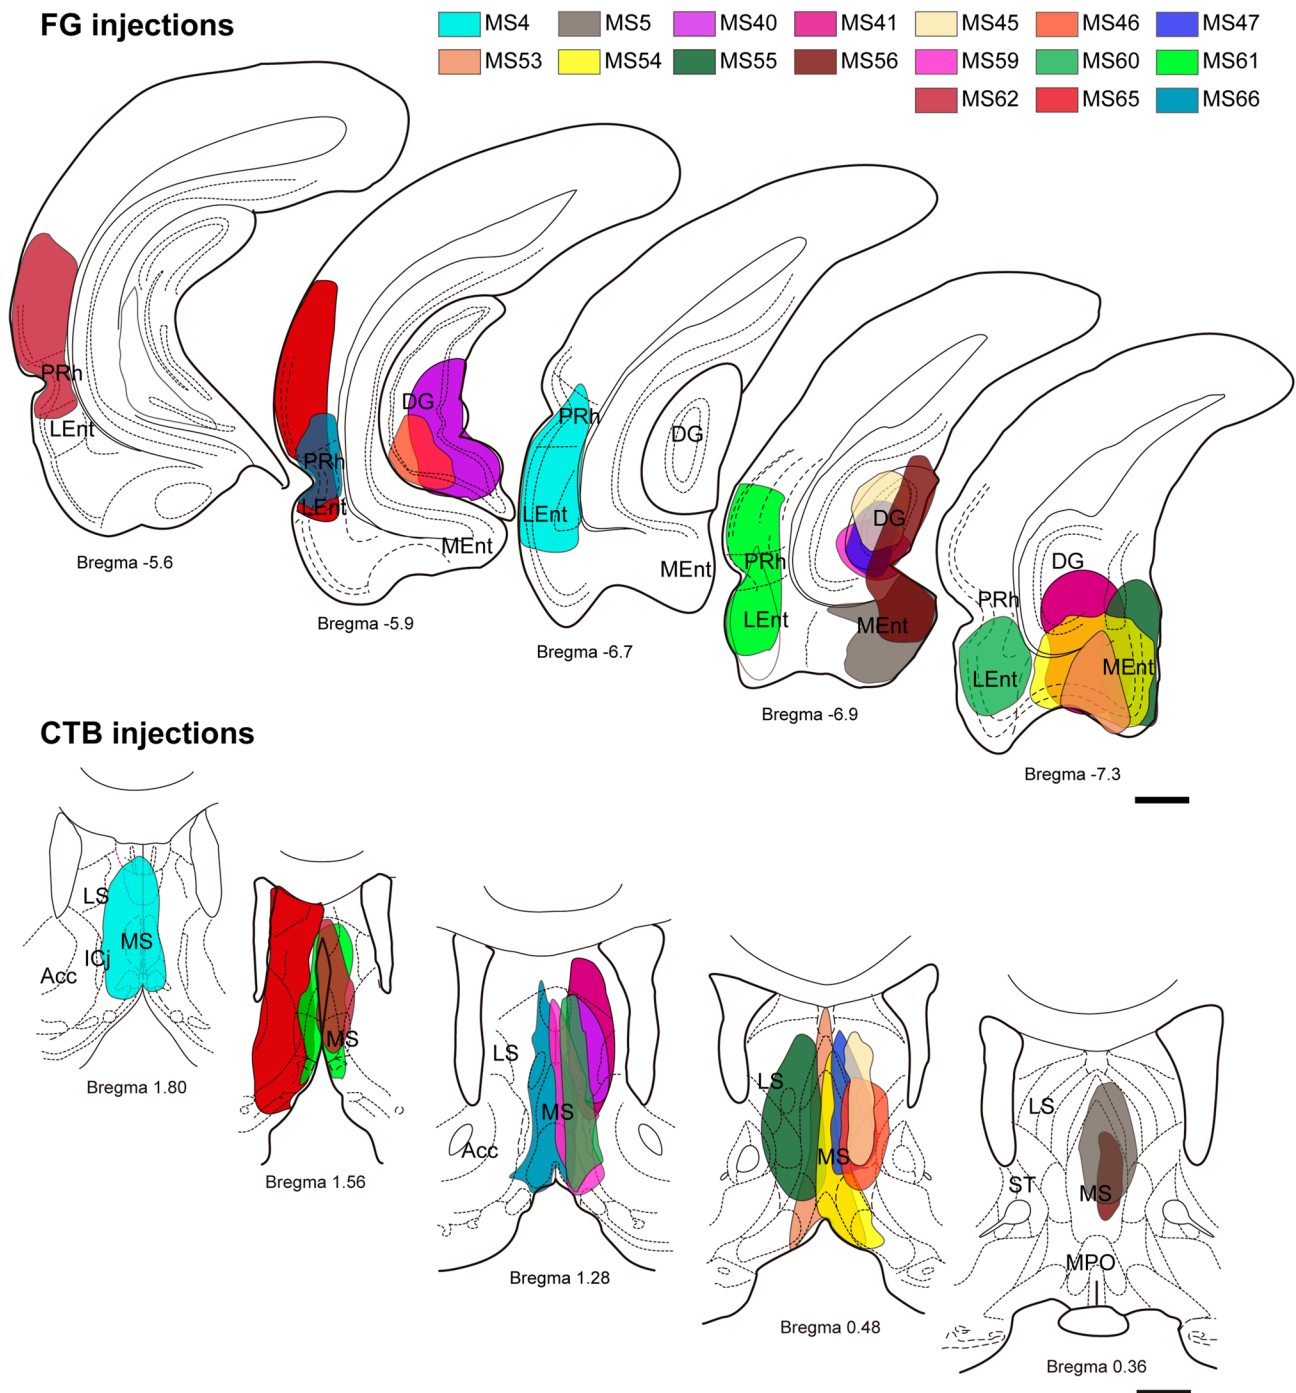 FG injections
MS4 MS5 MS40 MS41 MS45 MS46 MS47
MS53 MS54 MS55 MS56 MS59 MS60 MS61
MS62 MS65 MS66
PRh
LEnt
Bregma -5.6
DG
PRh
LEnt
MEnt
Bregma -5.9
PRh
DG
LEnt
MEnt
Bregma -6.7
DG
PRh
LEnt
MEnt
Bregma -6.9
DG
PRh
LEnt
MEnt
Bregma -7.3
CTB injections
LS
MS
ICj
Acc
Bregma 1.80
MS
Bregma 1.56
LS
MS
Acc
Bregma 1.28
LS
MS
Bregma 0.48
LS
ST
MS
MPO
Bregma 0.36